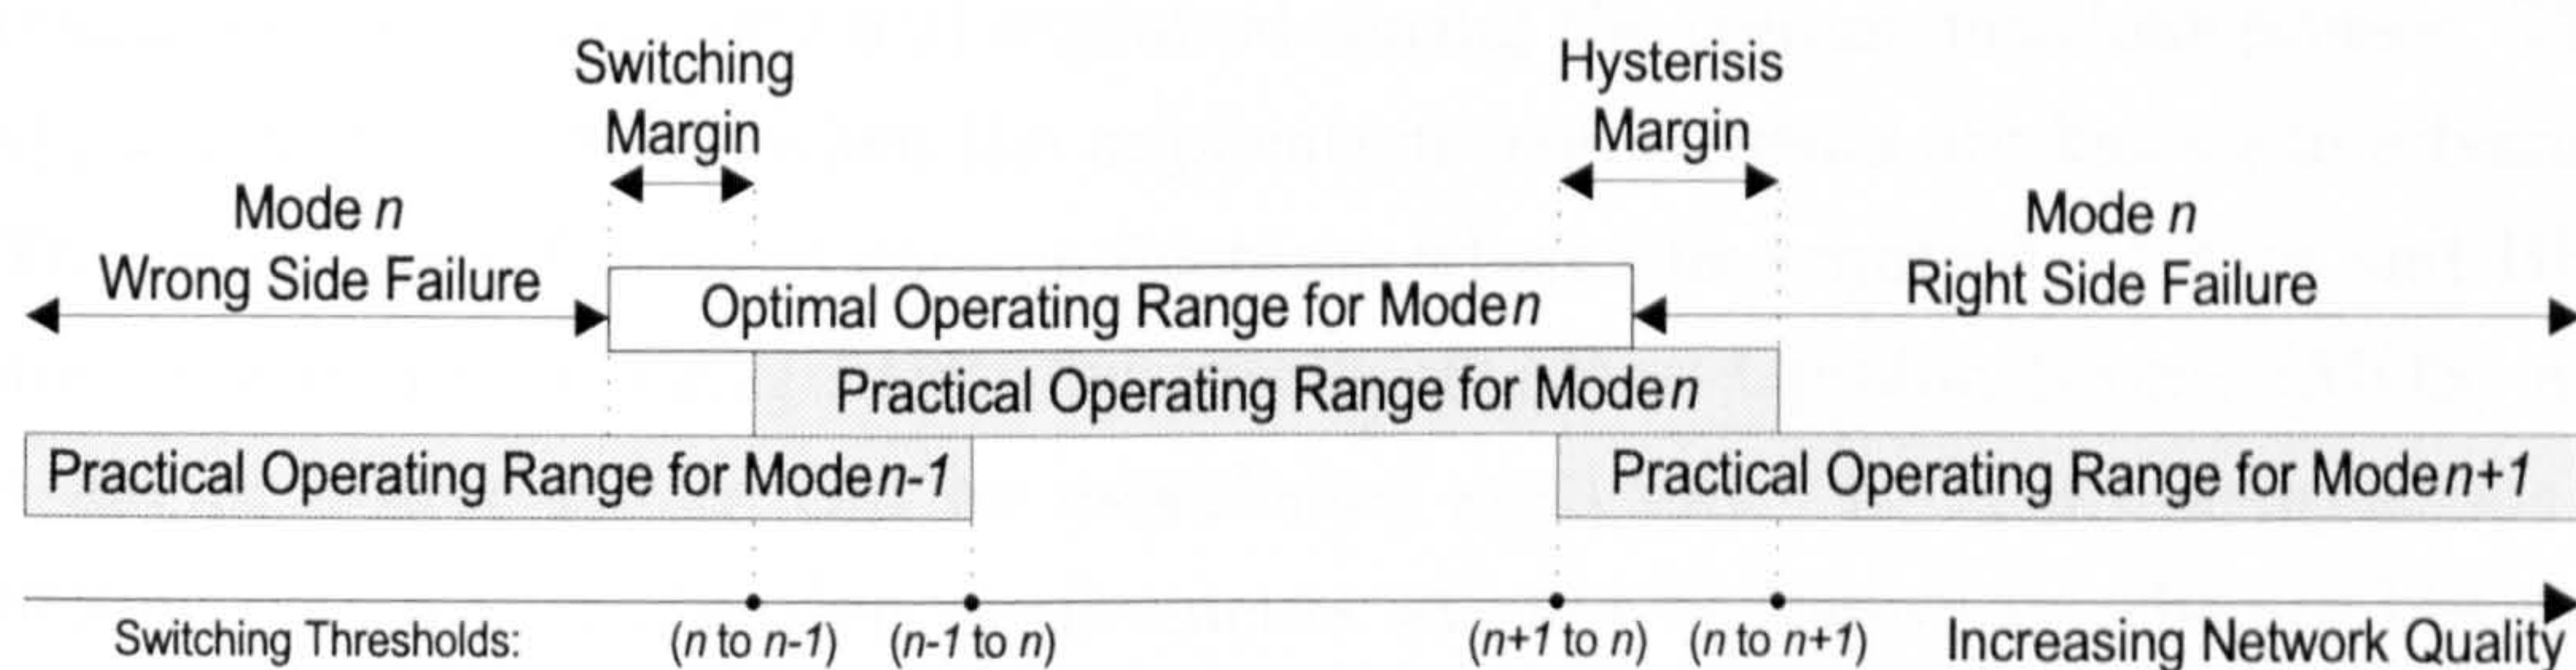 Switching
Margin
Hysterisis
Margin
Mode n
Wrong Side Failure
Mode n
Right Side Failure
Optimal Operating Range for Mode n
Practical Operating Range for Mode n
Practical Operating Range for Mode n-1
Practical Operating Range for Mode n+1
Switching Thresholds:
(n to n-1)
(n-1 to n)
(n+1 to n)
(n to n+1)
Increasing Network Quality